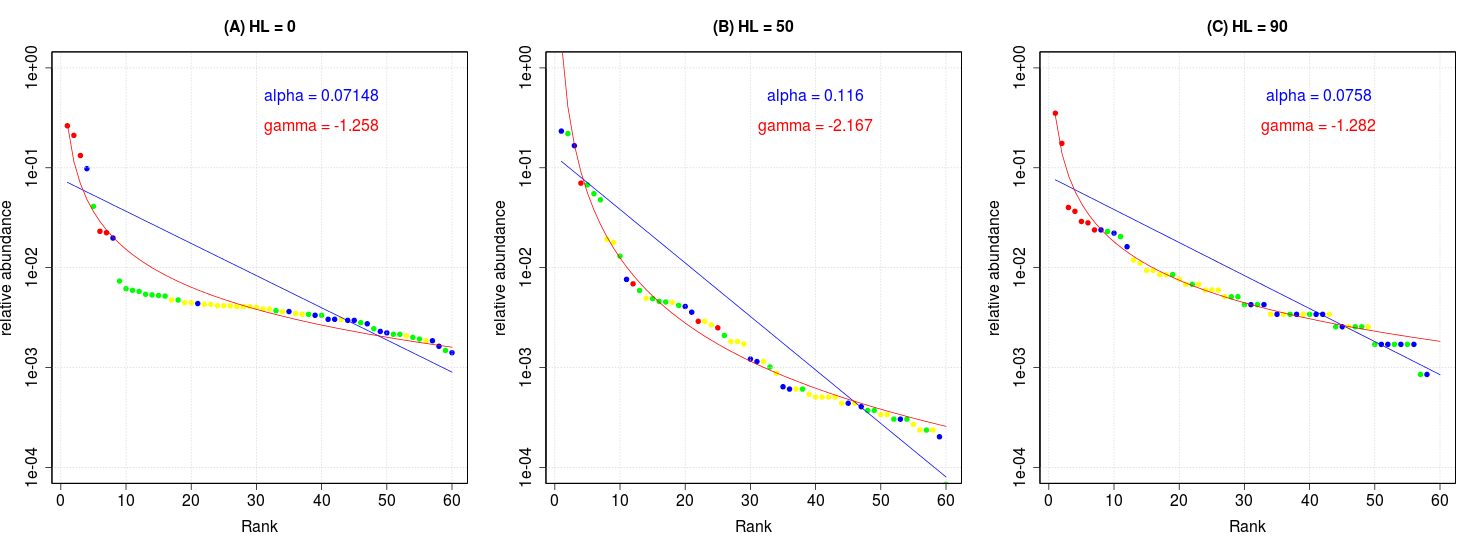 (A) HL = 0
alpha = 0.07148
gamma = -1.258
relative abundance
1e+00
1e-01
1e-02
1e-03
1e-04
0 10 20 30 40 50 60
Rank
(B) HL = 50
alpha = 0.116
gamma = -2.167
relative abundance
1e+00
1e-01
1e-02
1e-03
1e-04
0 10 20 30 40 50 60
Rank
(C) HL = 90
alpha = 0.0758
gamma = -1.282
relative abundance
1e+00
1e-01
1e-02
1e-03
1e-04
0 10 20 30 40 50 60
Rank